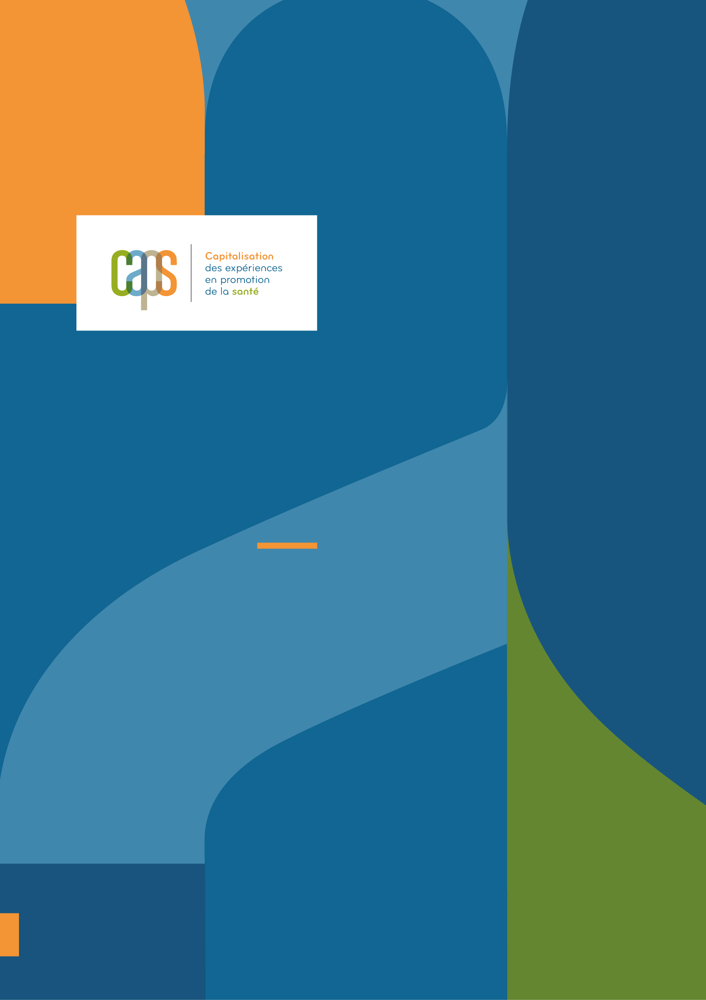 caps
Capitalisation
des expériences
en promotion
de la santé